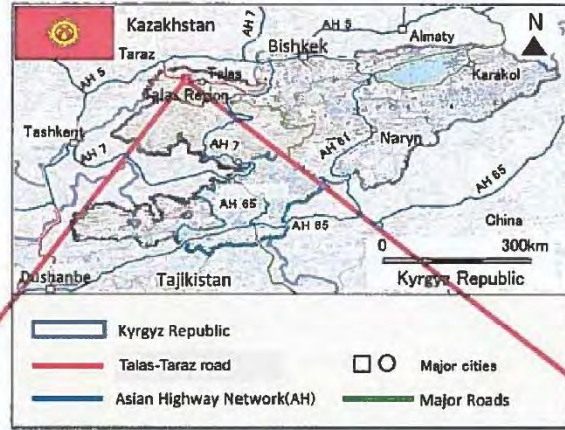 Kazakhstan
AH 7
AH 5
N
Taraz
Bishkek
Almaty
AH 5
Talas
Karakol
Talas Region
Tashkent
AH 7
AH 7
AH 61
Naryn
AH 65
AH 65
AH 65
China
0 300km
Dushanbe
Tajikistan
Kyrgyz Republic
Kyrgyz Republic
Talas-Taraz road
Major cities
Asian Highway Network(AH)
Major Roads